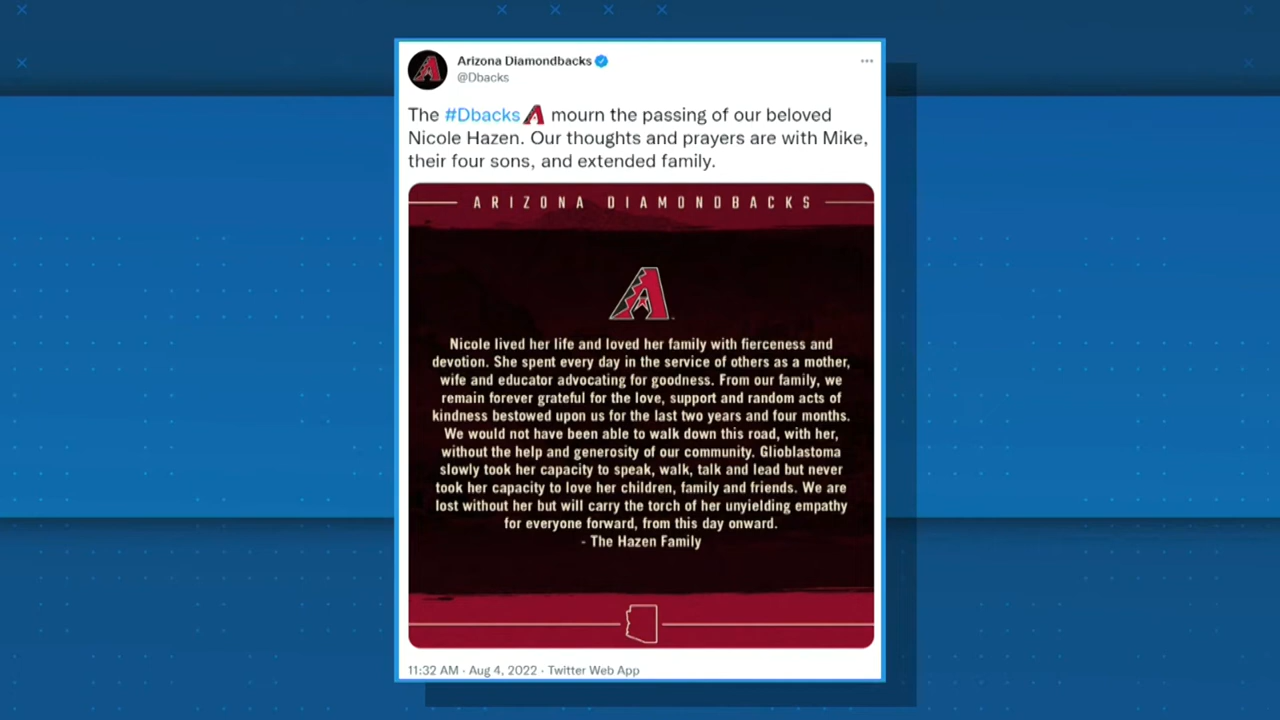 Arizona Diamondbacks
@Dbacks
The #Dbacks mourn the passing of our beloved
Nicole Hazen. Our thoughts and prayers are with Mike,
their four sons, and extended family.
ARIZONA DIAMONDBACKS
Nicole lived her life and loved her family with fierceness and
devotion. She spent every day in the service of others as a mother,
wife and educator advocating for goodness. From our family, we
remain forever grateful for the love, support and random acts of
kindness bestowed upon us for the last two years and four months.
We would not have been able to walk down this road, with her,
without the help and generosity of our community. Glioblastoma
slowly took her capacity to speak, walk, talk and lead but never
took her capacity to love her children, family and friends. We are
lost without her but will carry the torch of her unyielding empathy
for everyone forward, from this day onward.
- The Hazen Family
11:32 AM · Aug 4, 2022 · Twitter Web App